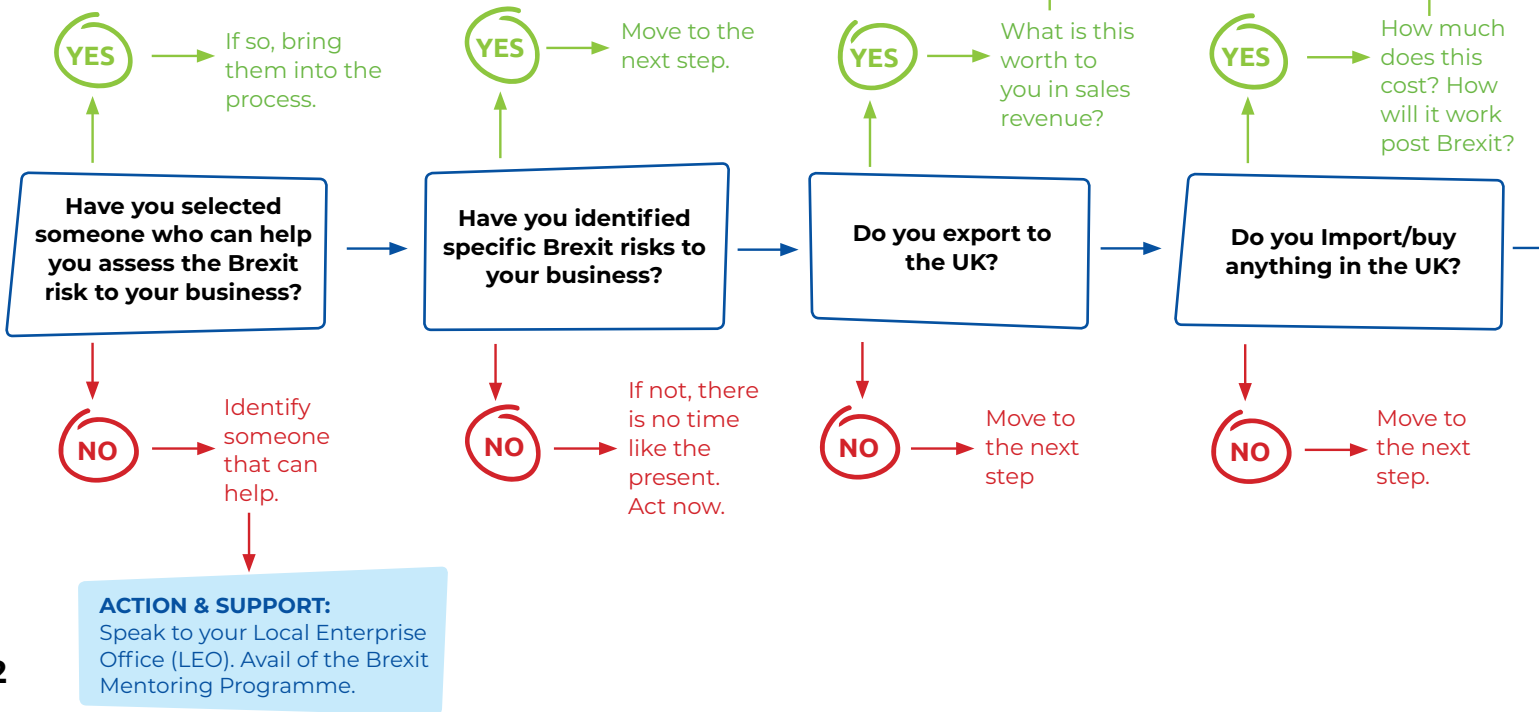 YES
If so, bring
them into the
process.
Have you selected
someone who can help
you assess the Brexit
risk to your business?
NO
Identify
someone
that can
help.
ACTION & SUPPORT:
Speak to your Local Enterprise
Office (LEO). Avail of the Brexit
Mentoring Programme.
YES
Move to the
next step.
Have you identified
specific Brexit risks to
your business?
NO
If not, there
is no time
like the
present.
Act now.
YES
What is this
worth to
you in sales
revenue?
Do you export to
the UK?
NO
Move to
the next
step
YES
How much
does this
cost? How
will it work
post Brexit?
Do you Import/buy
anything in the UK?
NO
Move to
the next
step.
2